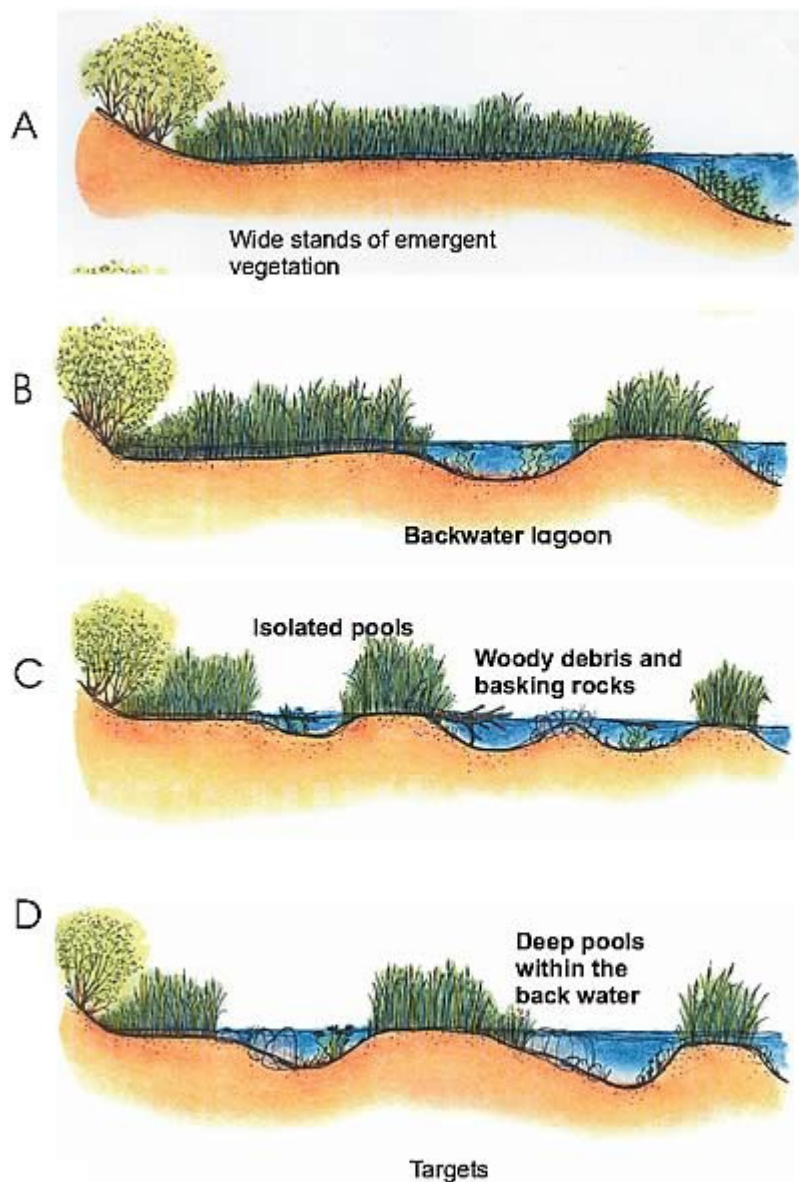 A
Wide stands of emergent
vegetation
B
Backwater lagoon
C
Isolated pools
Woody debris and
basking rocks
D
Deep pools
within the
back water
Targets